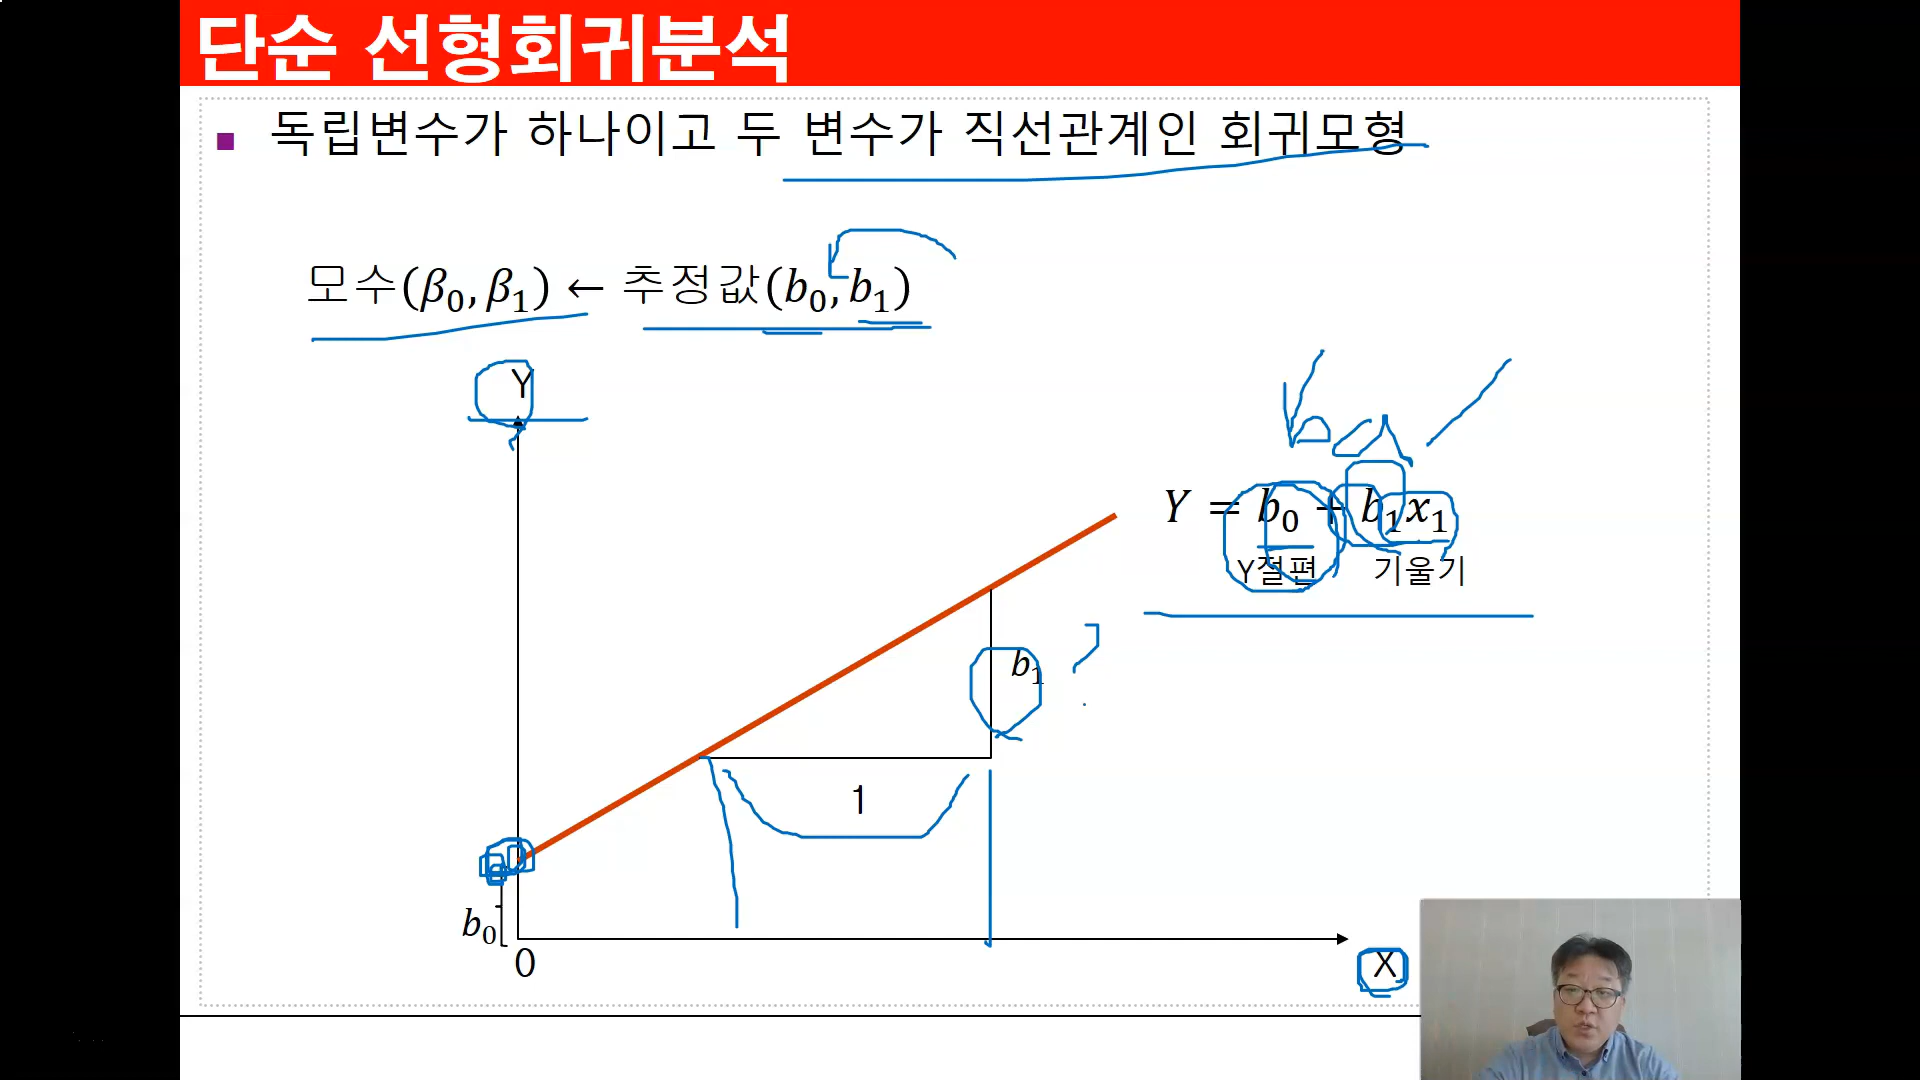 단순 선형회귀분석
■ 독립변수가 하나이고 두 변수가 직선관계인 회귀모형
모수(β₀,β₁) ← 추정값(b₀,b₁)
Y
Y = b₀ + b₁x₁
Y절편 기울기
b₁
1
b₀
0
X